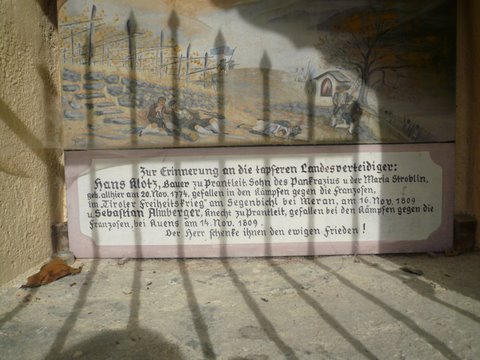 Zur Erinnerung an die tapferen Landesverteidiger:
Hans Klotz, Bauer zu Prantleit, Sohn des Pankrazius u der Maria Ströblin,
geb. allhier am 20. Nov. 1774, gefallen in den Kämpfen gegen die Franzosen,
im "Tiroler Freiheitskrieg" am Segenbichl bei Meran, am 16. Nov. 1809
u. Sebastian Almberger, Knecht zu Prantleit, gefallen bei den Kämpfen gegen die
Franzosen, bei Kuens am 14. Nov. 1809.
Der Herr schenke ihnen den ewigen Frieden!